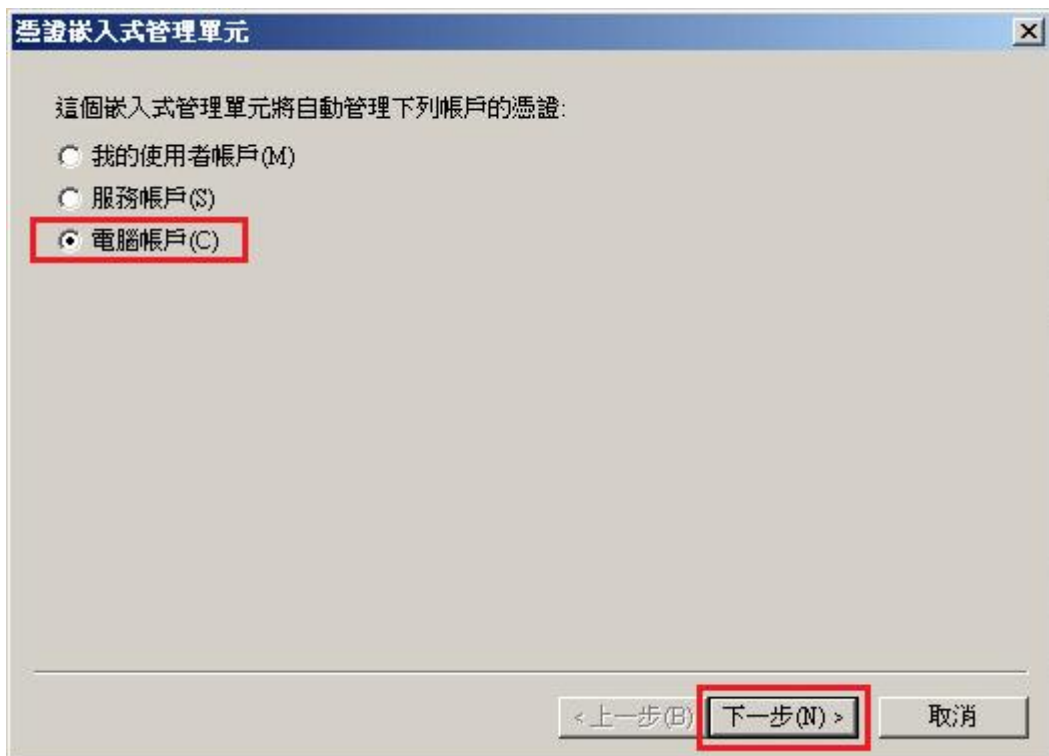 憑證嵌入式管理單元
這個嵌入式管理單元將自動管理下列帳戶的憑證:
我的使用者帳戶(M)
服務帳戶(S)
電腦帳戶(C)
<上一步(B) 下一步(N) > 取消